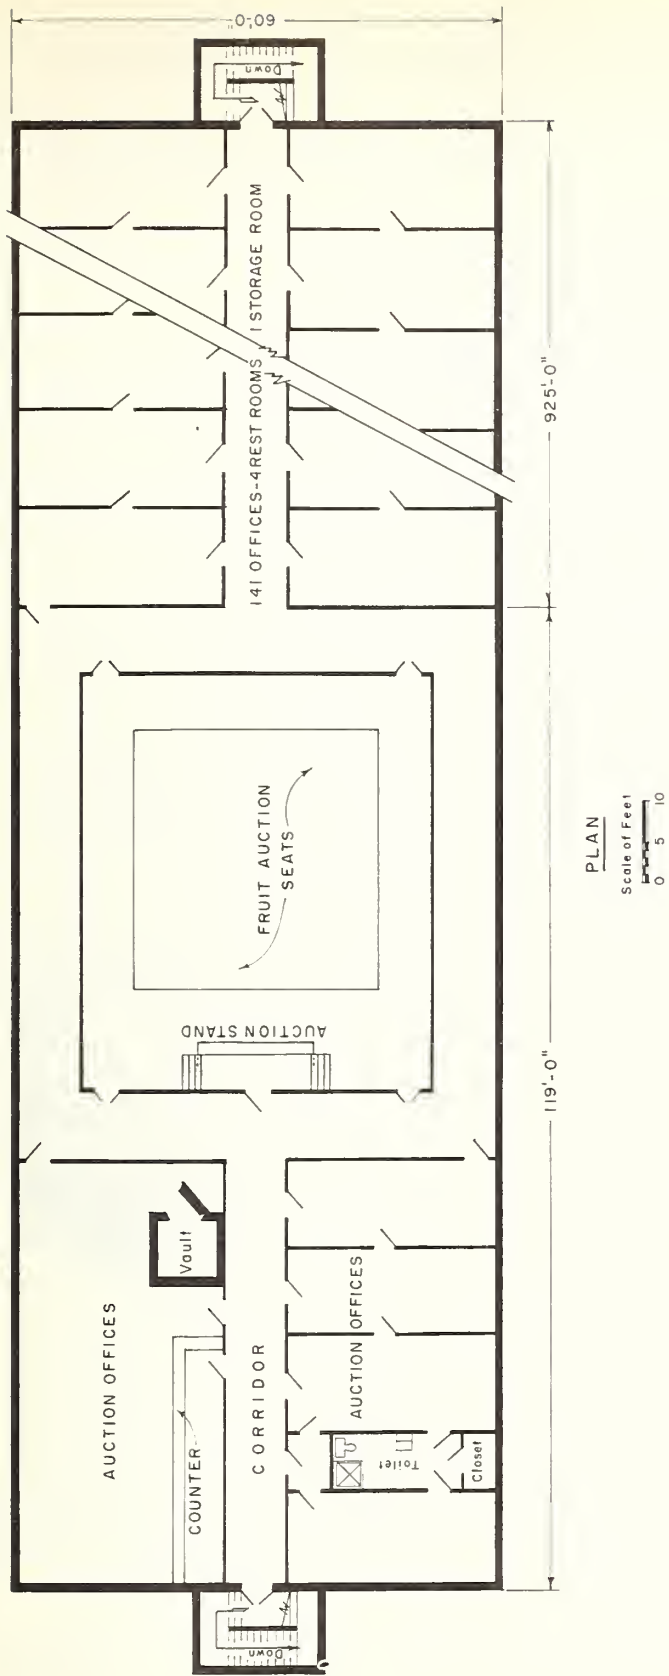 60'-0"
Down
141 OFFICES-4 REST ROOMS 1 STORAGE ROOM
925'-0"
FRUIT AUCTION
SEATS
AUCTION STAND
119'-0"
AUCTION OFFICES
Vault
COUNTER
CORRIDOR
AUCTION OFFICES
Toilet
Closet
Down
PLAN
Scale of Feet
0 5 10